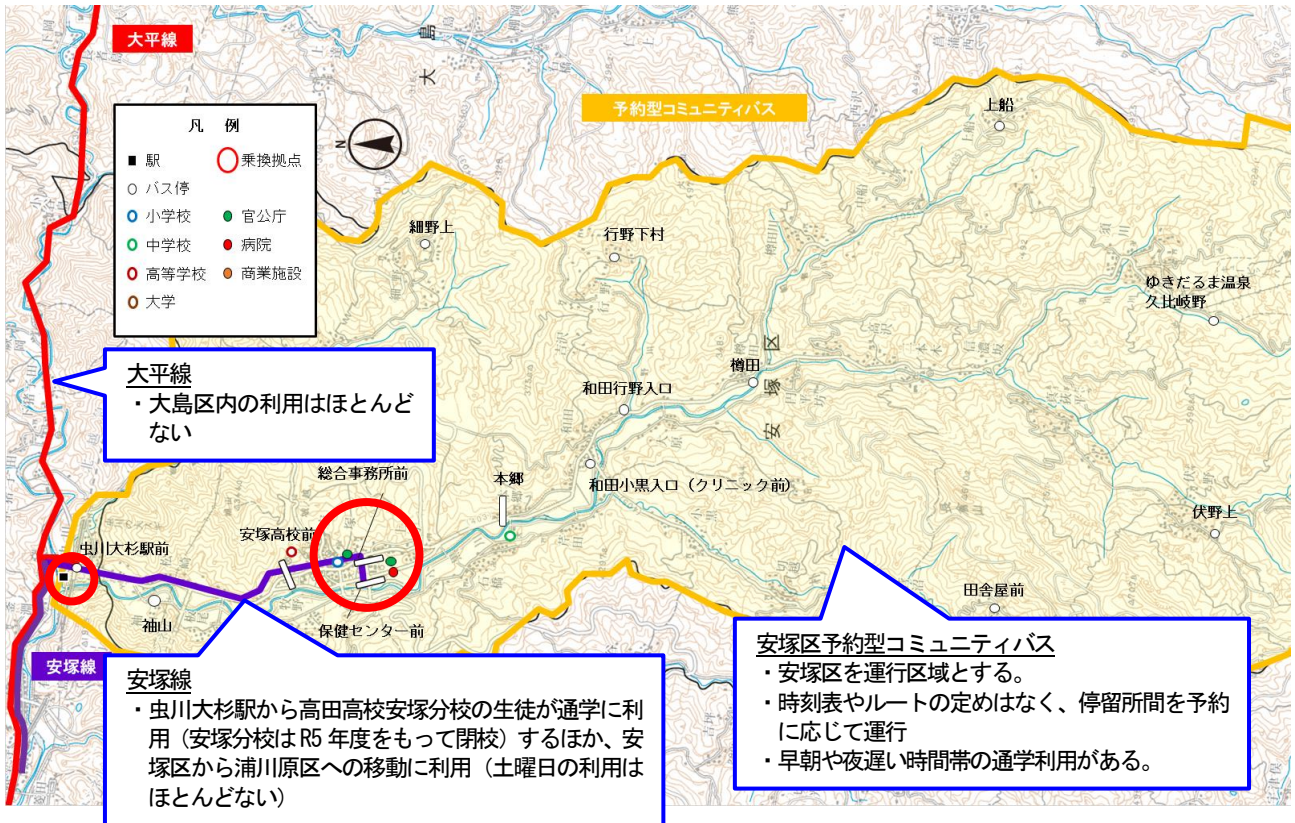 大平線
大島
予約型コミュニティバス
上船
凡 例
■ 駅
乗換拠点
○ バス停
小学校
官公庁
中学校
病院
高等学校
商業施設
大学
N
細野上
行野下村
ゆきだるま温泉
久比岐野
大平線
・大島区内の利用はほとんど
ない
樽田
安塚区
和田行野入口
総合事務所前
本郷
和田小黒入口（クリニック前）
伏野上
安塚高校前
虫川大杉駅前
田舎屋前
袖山
保健センター前
安塚線
安塚線
・虫川大杉駅から高田高校安塚分校の生徒が通学に利
用（安塚分校はR5 年度をもって閉校）するほか、安
塚区から浦川原区への移動に利用（土曜日の利用は
ほとんどない）
安塚区予約型コミュニティバス
・安塚区を運行区域とする。
・時刻表やルートの定めはなく、停留所間を予約
に応じて運行
・早朝や夜遅い時間帯の通学利用がある。